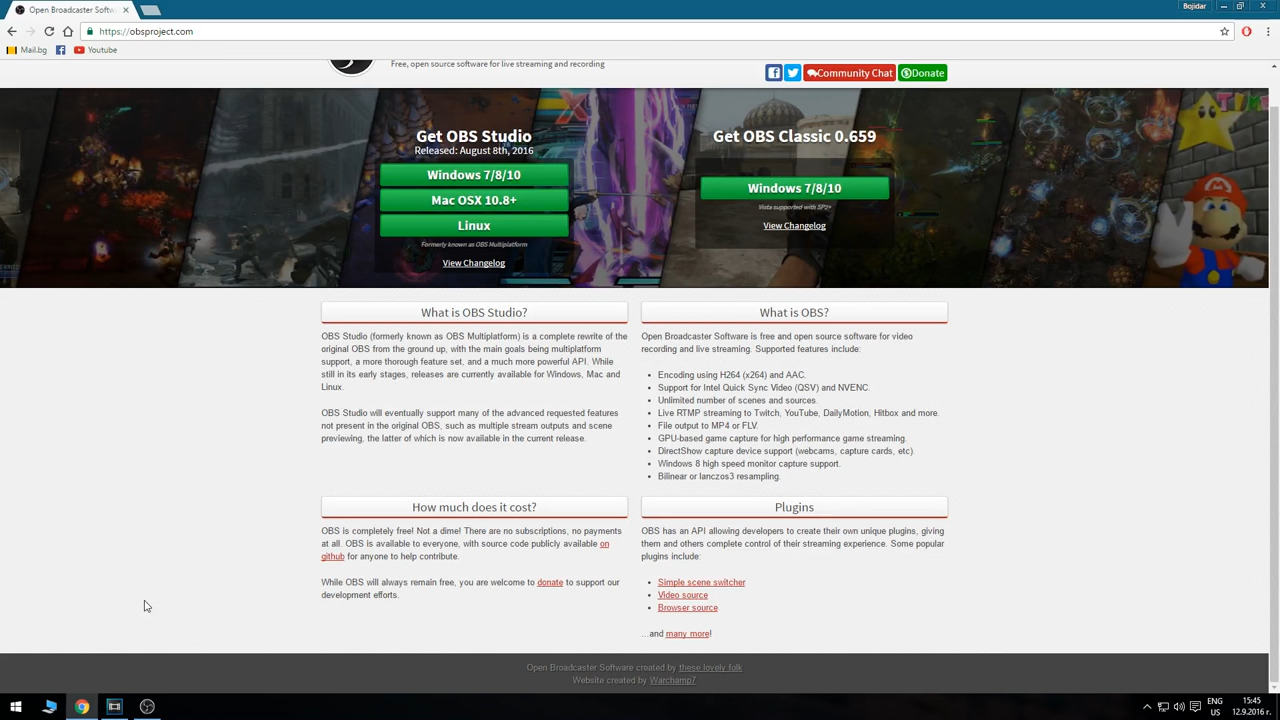 Open Broadcaster Softw
Bojidar
https://obsproject.com
Mail.bg
Youtube
Free, open source software for live streaming and recording
Community Chat
Donate
Get OBS Studio
Released: August 8th, 2016
Windows 7/8/10
Mac OSX 10.8+
Linux
Formerly known as OBS Multiplatform
View Changelog
Get OBS Classic 0.659
Windows 7/8/10
Vista supported with SP2+
View Changelog
What is OBS Studio?
OBS Studio (formerly known as OBS Multiplatform) is a complete rewrite of the
original OBS from the ground up, with the main goals being multiplatform
support, a more thorough feature set, and a much more powerful API. While
still in its early stages, releases are currently available for Windows, Mac and
Linux.
OBS Studio will eventually support many of the advanced requested features
not present in the original OBS, such as multiple stream outputs and scene
previewing, the latter of which is now available in the current release.
What is OBS?
Open Broadcaster Software is free and open source software for video
recording and live streaming. Supported features include:
Encoding using H264 (x264) and AAC.
Support for Intel Quick Sync Video (QSV) and NVENC.
Unlimited number of scenes and sources.
Live RTMP streaming to Twitch, YouTube, DailyMotion, Hitbox and more.
File output to MP4 or FLV.
GPU-based game capture for high performance game streaming.
DirectShow capture device support (webcams, capture cards, etc).
Windows 8 high speed monitor capture support.
Bilinear or lanczos3 resampling.
How much does it cost?
OBS is completely free! Not a dime! There are no subscriptions, no payments
at all. OBS is available to everyone, with source code publicly available on
github for anyone to help contribute.
While OBS will always remain free, you are welcome to donate to support our
development efforts.
Plugins
OBS has an API allowing developers to create their own unique plugins, giving
them and others complete control of their streaming experience. Some popular
plugins include:
Simple scene switcher
Video source
Browser source
...and many more!
Open Broadcaster Software created by these lovely folk
Website created by Warchamp7
ENG
US
15:45
12.9.2016 г.